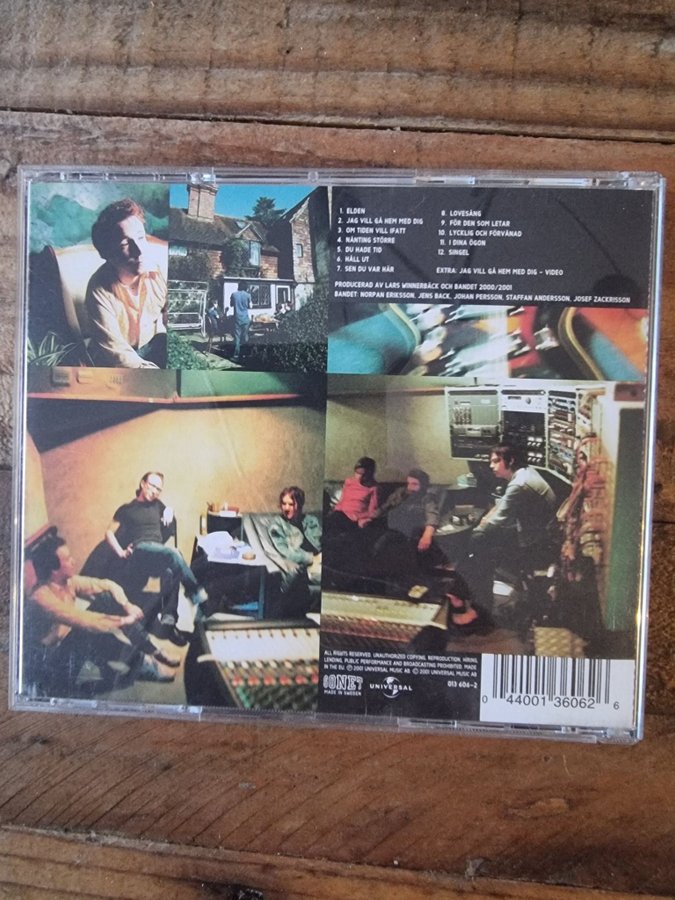 1. ELDEN
2. JAG VILL GÅ HEM MED DIG
3. OM TIDEN VILL IFATT
4. NÅNTING STÖRRE
5. DU HADE TID
6. HÅLL UT
7. SEN DU VAR HÄR
8. LOVESÅNG
9. FÖR DEN SOM LETAR
10. LYCKLIG OCH FÖRVÅNAD
11. I DINA ÖGON
12. SINGEL
EXTRA: JAG VILL GÅ HEM MED DIG - VIDEO
PRODUCERAD AV LARS WINNERBÄCK OCH BANDET 2000/2001
BANDET: NORPAN ERIKSSON, JENS BACK, JOHAN PERSSON, STAFFAN ANDERSSON, JOSEF ZACKRISSON
ALL RIGHTS RESERVED. UNAUTHORIZED COPYING, REPRODUCTION, HIRING,
LENDING, PUBLIC PERFORMANCE AND BROADCASTING PROHIBITED. MADE
IN THE EU. ℗ 2001 UNIVERSAL MUSIC AB. © 2001 UNIVERSAL MUSIC AB
SONET
MADE IN SWEDEN
UNIVERSAL
013 606-2
0 44001 36062 6